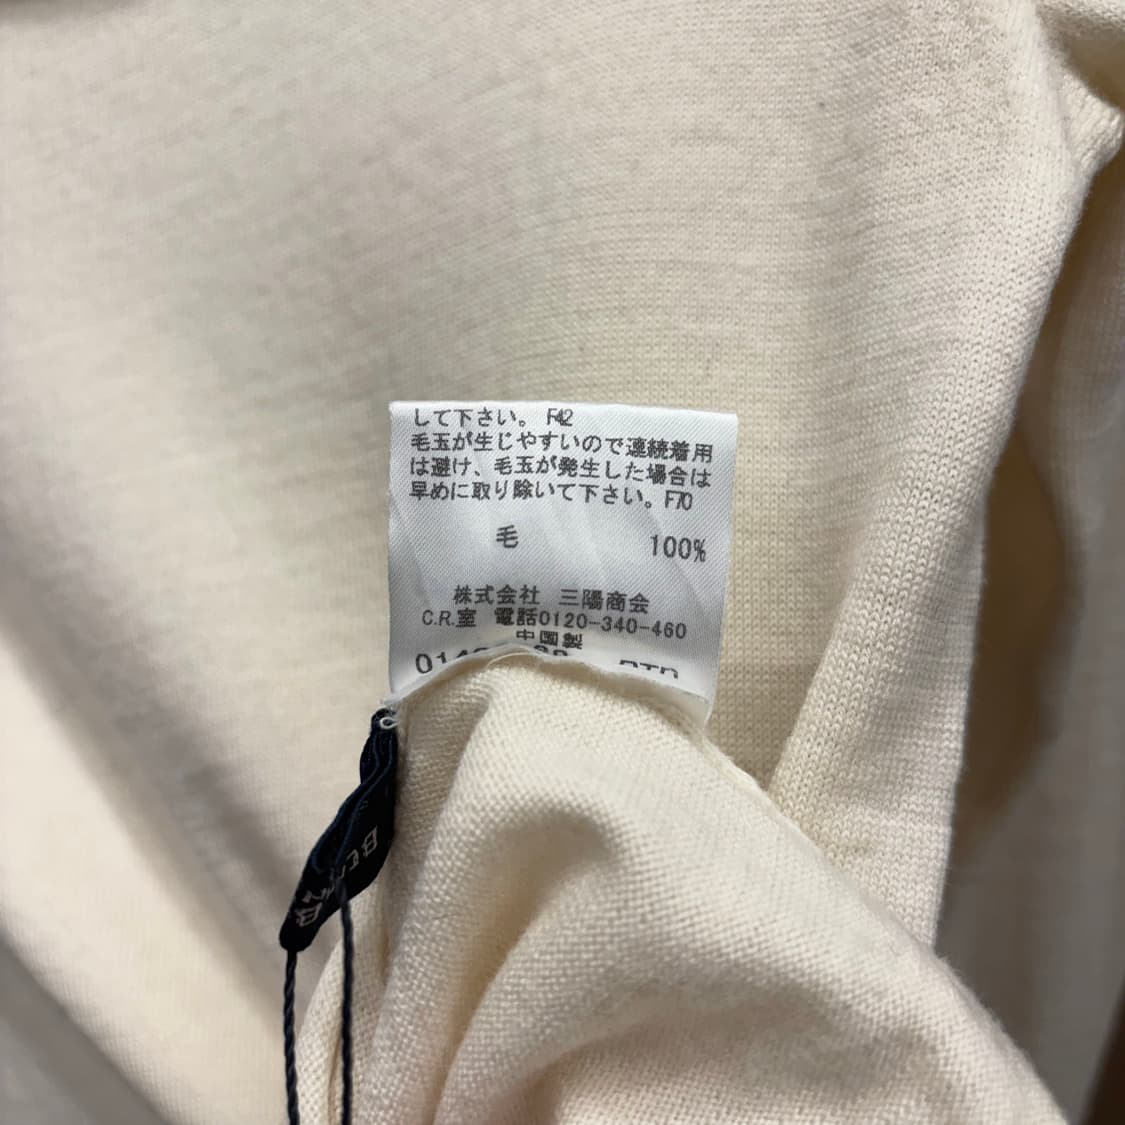 して下さい。 F42
毛玉が生じやすいので連続着用
は避け、毛玉が発生した場合は
早めに取り除いて下さい。F70
毛 100%
株式会社 三陽商会
C.R.室 電話0120-340-460
中国製